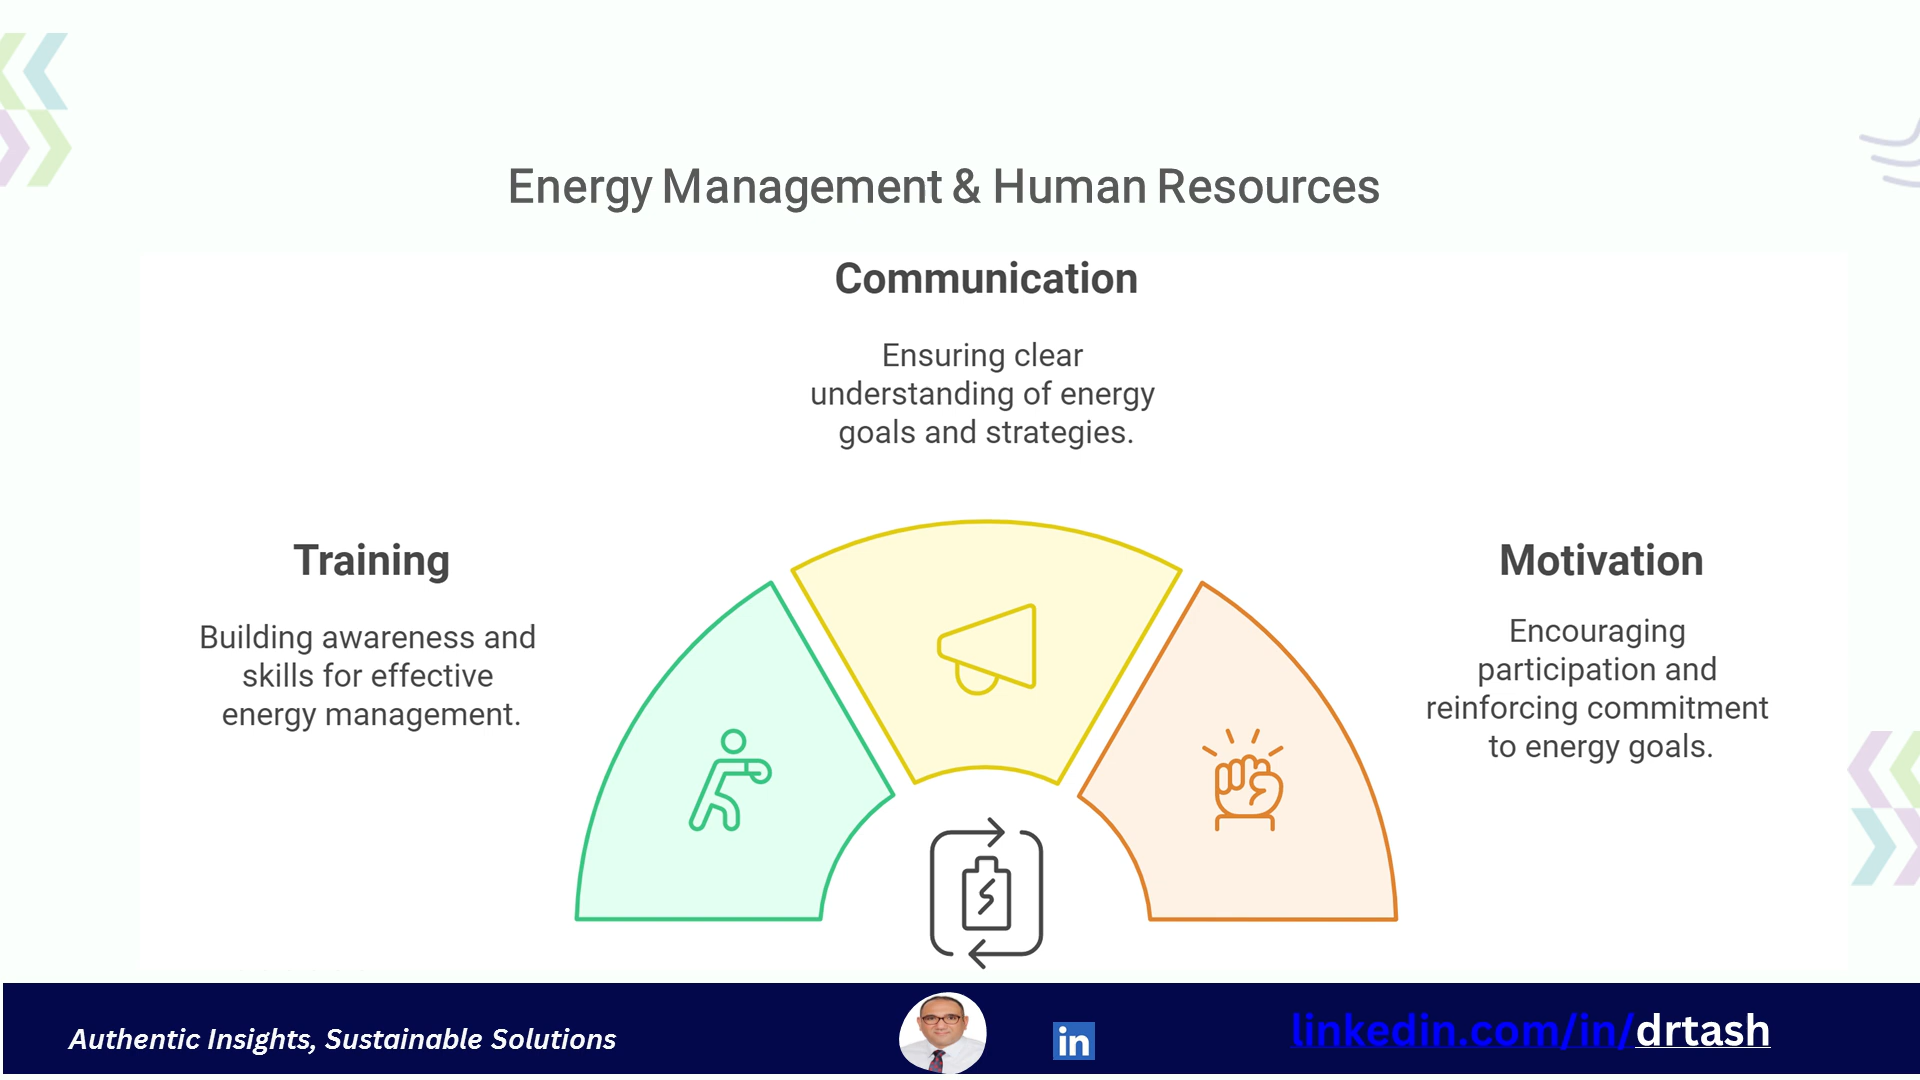 Energy Management & Human Resources
Communication
Ensuring clear
understanding of energy
goals and strategies.
Training
Building awareness and
skills for effective
energy management.
Motivation
Encouraging
participation and
reinforcing commitment
to energy goals.
Authentic Insights, Sustainable Solutions
in
linkedin.com/in/drtash